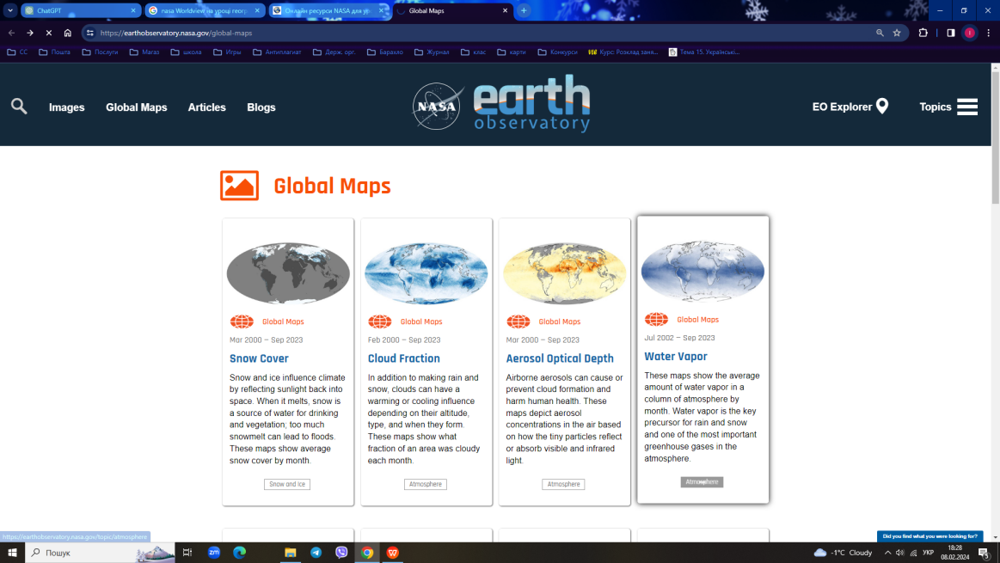 ChatGPT
nasa Worldview на уроці геогр
Онлайн ресурси NASA для ур
Global Maps
https://earthobservatory.nasa.gov/global-maps
СС
Пошта
Послуги
Магаз
школа
Игры
Антиплагиат
Держ. орг.
Барахло
Журнал
клас
карти
Конкурси
Курс: Розклад заня...
Тема 15. Українські...
Images
Global Maps
Articles
Blogs
NASA
earth
observatory
EO Explorer
Topics
Global Maps
Global Maps
Mar 2000 – Sep 2023
Snow Cover
Snow and ice influence climate
by reflecting sunlight back into
space. When it melts, snow is
a source of water for drinking
and vegetation; too much
snowmelt can lead to floods.
These maps show average
snow cover by month.
Snow and Ice
Global Maps
Feb 2000 – Sep 2023
Cloud Fraction
In addition to making rain and
snow, clouds can have a
warming or cooling influence
depending on their altitude,
type, and when they form.
These maps show what
fraction of an area was cloudy
each month.
Atmosphere
Global Maps
Mar 2000 – Sep 2023
Aerosol Optical Depth
Airborne aerosols can cause or
prevent cloud formation and
harm human health. These
maps depict aerosol
concentrations in the air based
on how the tiny particles reflect
or absorb visible and infrared
light.
Atmosphere
Global Maps
Jul 2002 – Sep 2023
Water Vapor
These maps show the average
amount of water vapor in a
column of atmosphere by
month. Water vapor is the key
precursor for rain and snow
and one of the most important
greenhouse gases in the
atmosphere.
Atmosphere
https://earthobservatory.nasa.gov/topic/atmosphere
Did you find what you were looking for?
Пошук
zm
-1°C Cloudy
УКР
18:28
08.02.2024